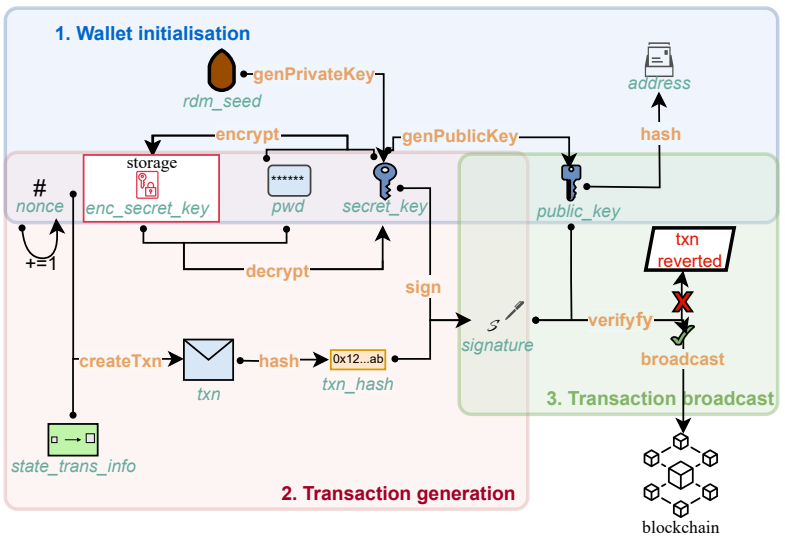 1. Wallet initialisation
genPrivateKey
rdm_seed
address
encrypt
genPublicKey
hash
storage
******
#
nonce
enc_secret_key
pwd
secret_key
public_key
+=1
decrypt
sign
txn
reverted
X
S
signature
verifyfy
createTxn
hash
0x12...ab
broadcast
txn
txn_hash
3. Transaction broadcast
state_trans_info
2. Transaction generation
blockchain